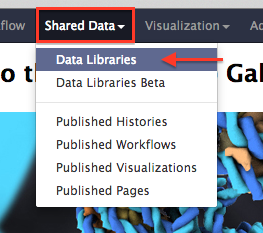 flow Shared Data Visualization Ad
Data Libraries
Data Libraries Beta
Published Histories
Published Workflows
Published Visualizations
Published Pages
o th Gal